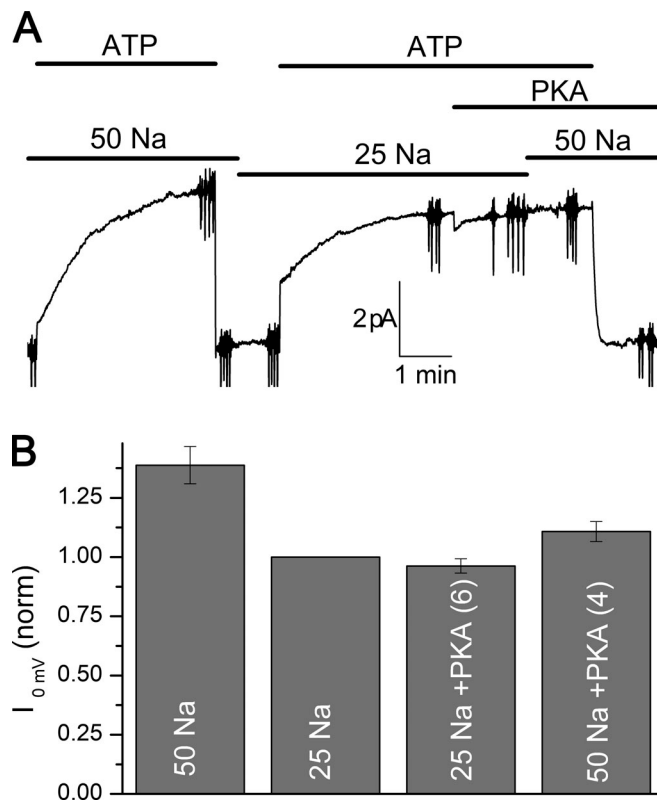 A
ATP
ATP
PKA
50 Na
25 Na
50 Na
2pA
1 min
B
I 0 mV (norm)
1.25
1.00
0.75
0.50
0.25
0.00
50 Na
25 Na
25 Na +PKA (6)
50 Na +PKA (4)